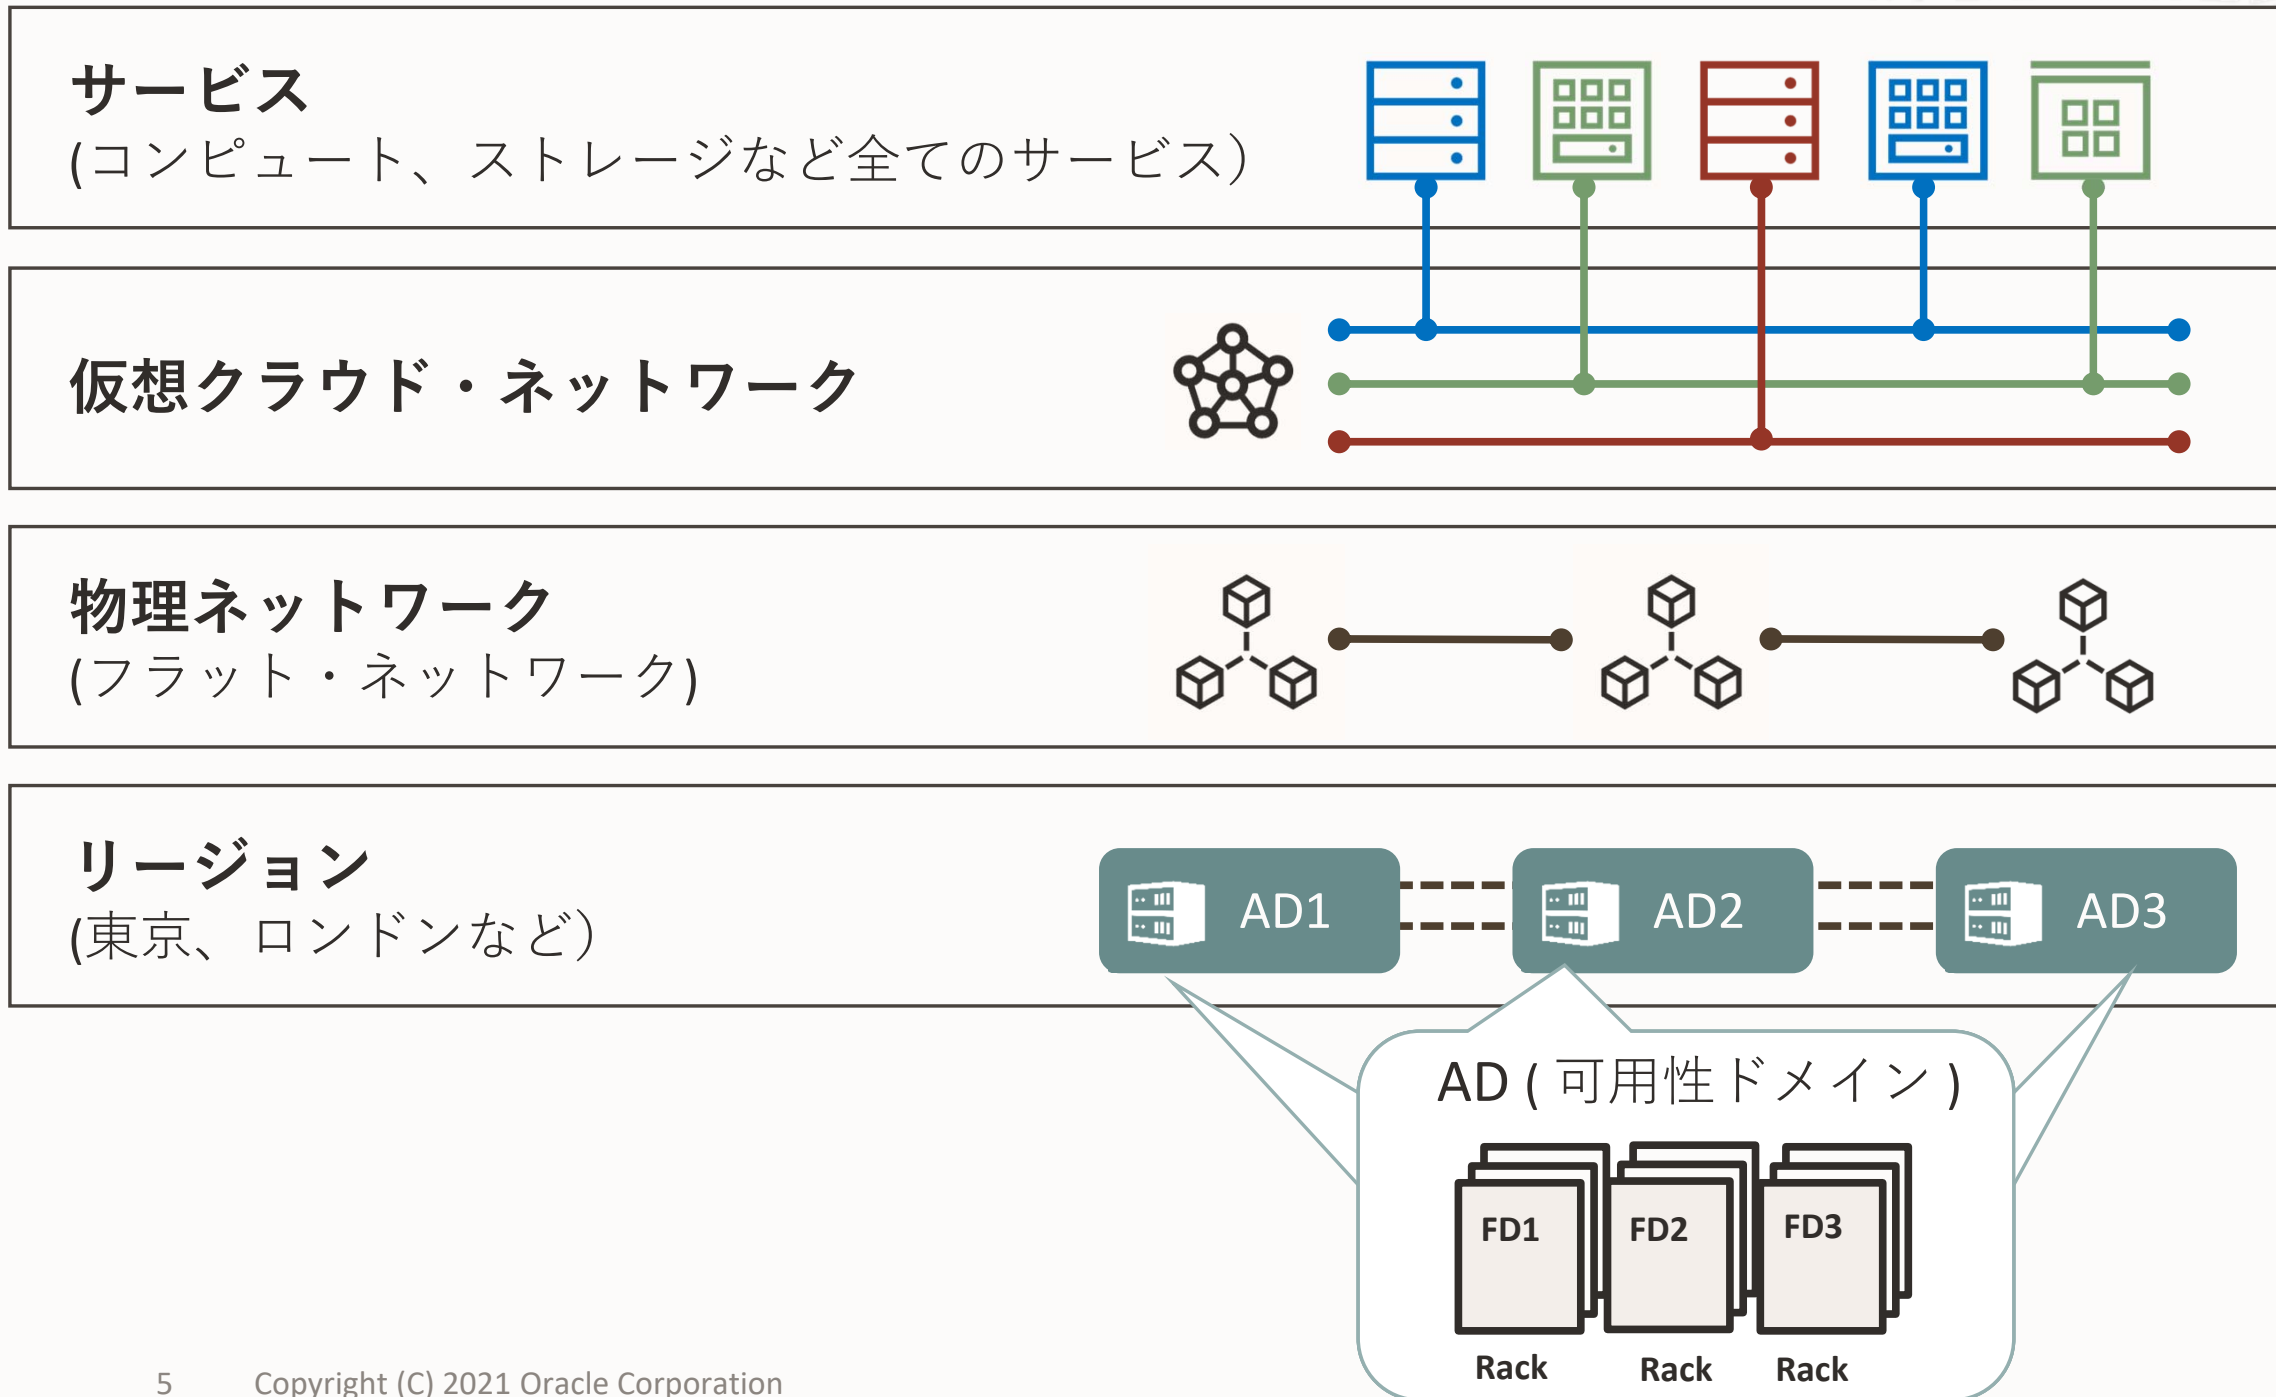 サービス
(コンピュート、ストレージなど全てのサービス）
仮想クラウド・ネットワーク
物理ネットワーク
(フラット・ネットワーク)
リージョン
(東京、ロンドンなど）
AD1
AD2
AD3
AD ( 可用性ドメイン )
FD1
FD2
FD3
Rack
Rack
Rack
5 Copyright (C) 2021 Oracle Corporation